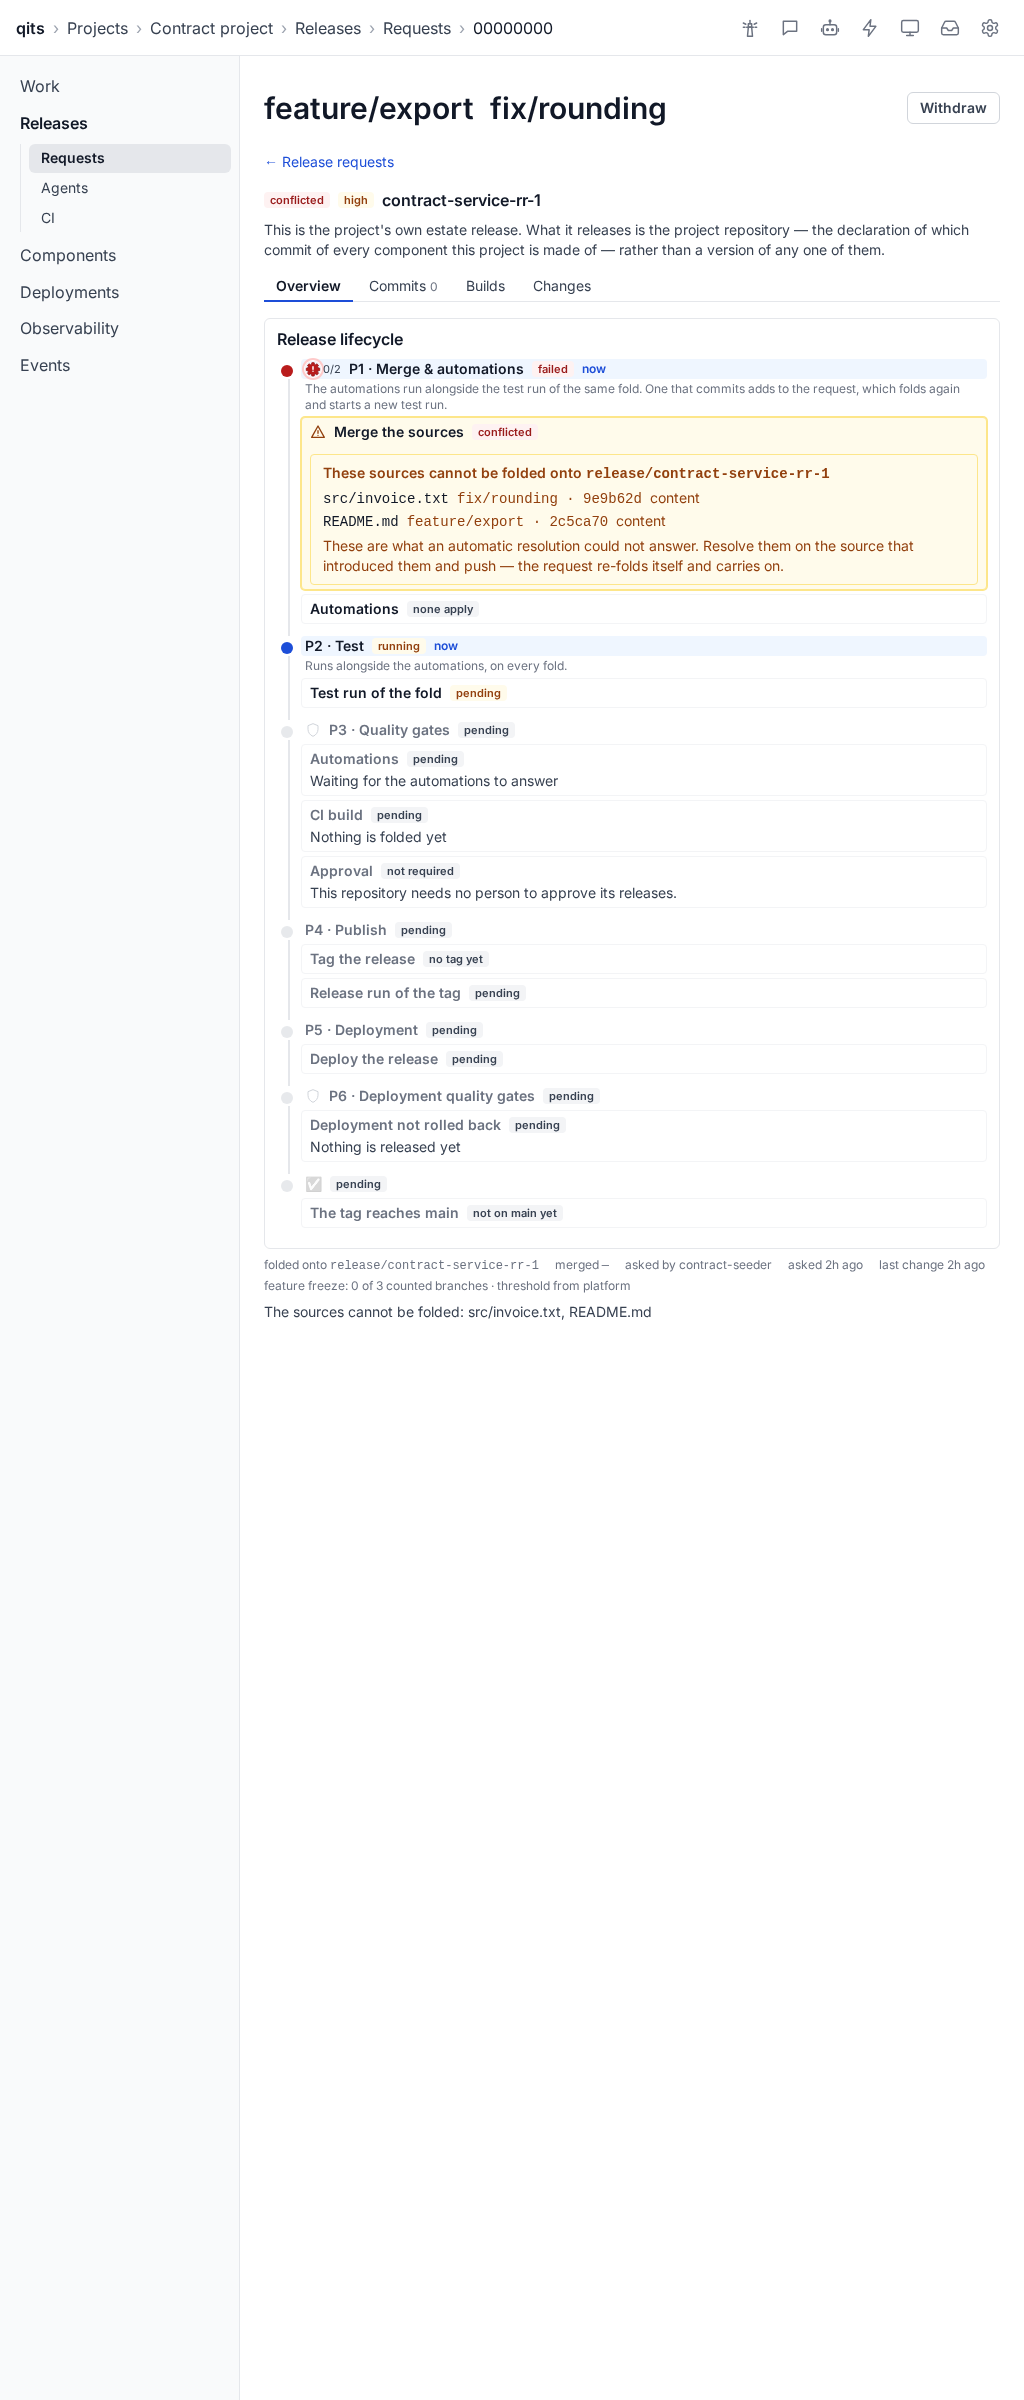 qits › Projects › Contract project › Releases › Requests › 00000000
Work
Releases
Requests
Agents
CI
Components
Deployments
Observability
Events
feature/export fix/rounding
Withdraw
← Release requests
conflicted high contract-service-rr-1
This is the project's own estate release. What it releases is the project repository — the declaration of which
commit of every component this project is made of — rather than a version of any one of them.
Overview Commits 0 Builds Changes
Release lifecycle
0/2 P1 · Merge & automations failed now
The automations run alongside the test run of the same fold. One that commits adds to the request, which folds again
and starts a new test run.
Merge the sources conflicted
These sources cannot be folded onto release/contract-service-rr-1
src/invoice.txt fix/rounding · 9e9b62d content
README.md feature/export · 2c5ca70 content
These are what an automatic resolution could not answer. Resolve them on the source that
introduced them and push — the request re-folds itself and carries on.
Automations none apply
P2 · Test running now
Runs alongside the automations, on every fold.
Test run of the fold pending
P3 · Quality gates pending
Automations pending
Waiting for the automations to answer
CI build pending
Nothing is folded yet
Approval not required
This repository needs no person to approve its releases.
P4 · Publish pending
Tag the release no tag yet
Release run of the tag pending
P5 · Deployment pending
Deploy the release pending
P6 · Deployment quality gates pending
Deployment not rolled back pending
Nothing is released yet
✅ pending
The tag reaches main not on main yet
folded onto release/contract-service-rr-1 merged — asked by contract-seeder asked 2h ago last change 2h ago
feature freeze: 0 of 3 counted branches · threshold from platform
The sources cannot be folded: src/invoice.txt, README.md